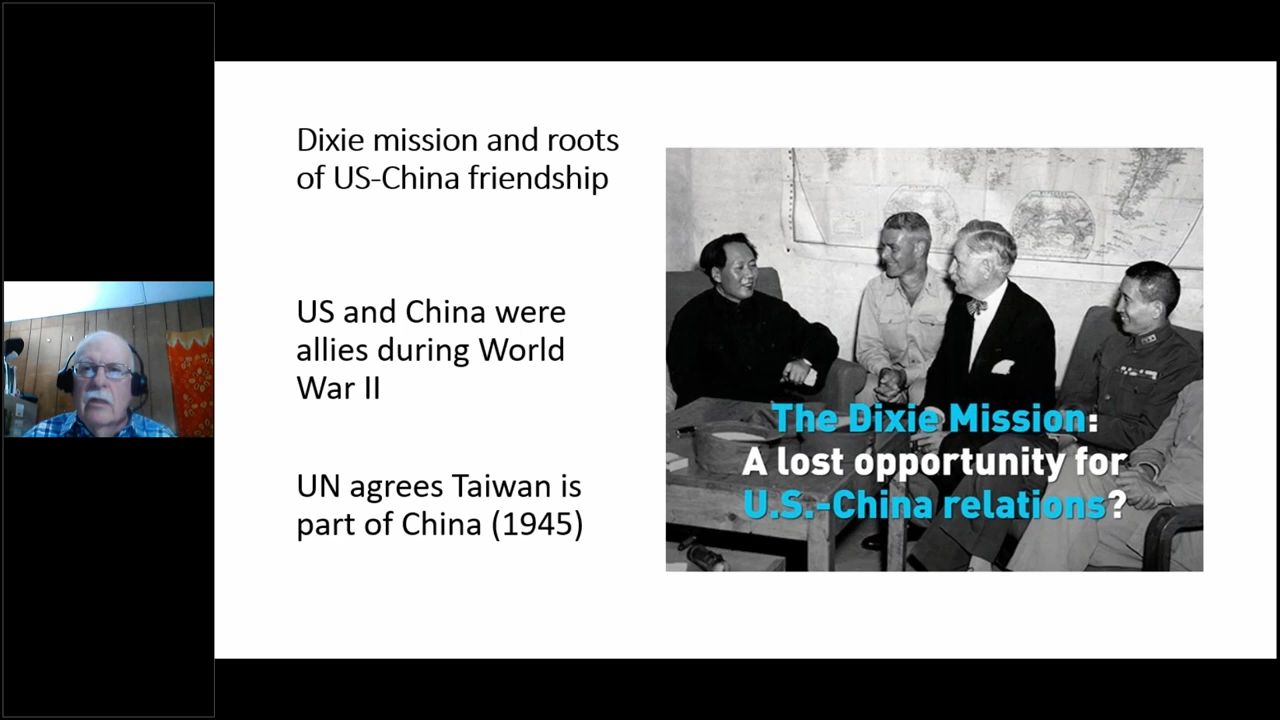 Dixie mission and roots
of US-China friendship
US and China were
allies during World
War II
UN agrees Taiwan is
part of China (1945)
The Dixie Mission:
A lost opportunity for
U.S.-China relations?